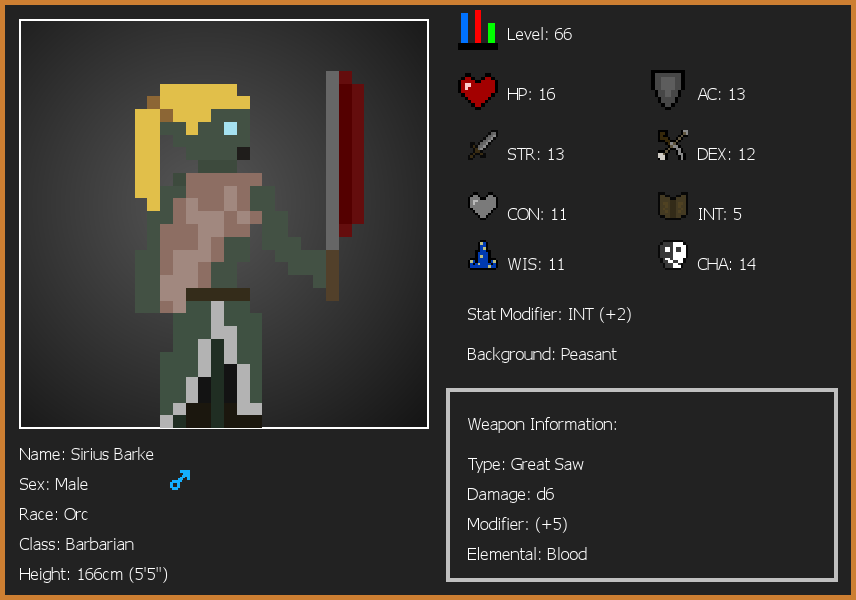 Level: 66
HP: 16
AC: 13
STR: 13
DEX: 12
CON: 11
INT: 5
WIS: 11
CHA: 14
Stat Modifier: INT (+2)
Background: Peasant
Weapon Information:
Type: Great Saw
Damage: d6
Modifier: (+5)
Elemental: Blood
Name: Sirius Barke
Sex: Male
Race: Orc
Class: Barbarian
Height: 166cm (5'5")